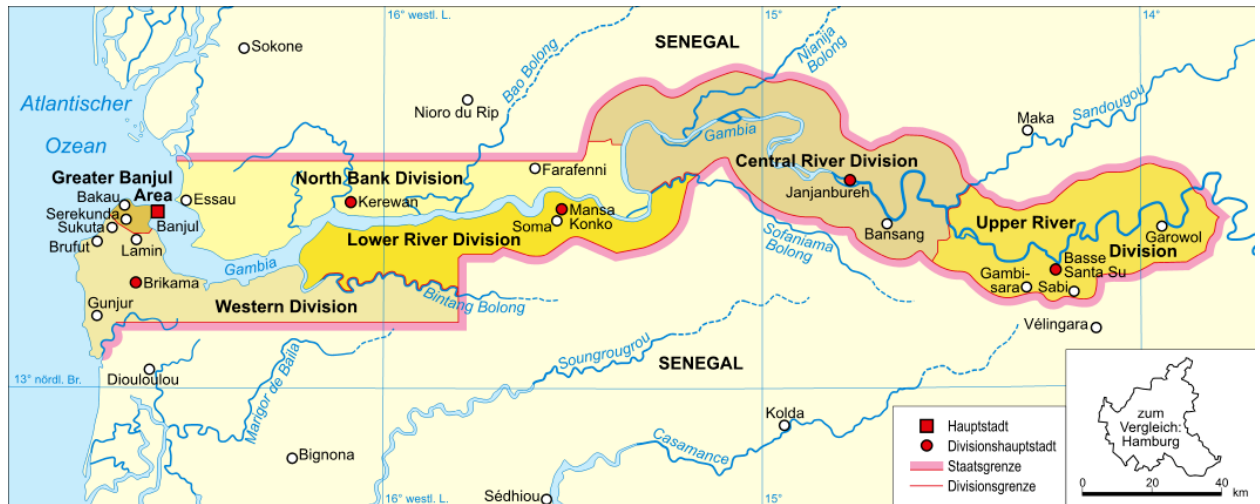 16° westl. L.
15°
14°
Sokone
SENEGAL
Bao Bolong
Nianija
Bolong
Atlantischer
Ozean
Nioro du Rip
Maka
Sandougou
Gambia
Farafenni
Central River Division
Greater Banjul
Area
North Bank Division
Bakau
Essau
Janjanbureh
Serekunda
Kerewan
Mansa
Konko
Sukuta
Banjul
Soma
Upper River
Division
Brufut
Lamin
Lower River Division
Bansang
Garowol
Sofaniama
Bolong
Gambia
Basse
Santa Su
Brikama
Gambi-
sara
Sabi
Gunjur
Western Division
Bintang Bolong
Vélingara
Soungrougrou
SENEGAL
Diouloulou
13° nördl. Br.
Marigor de Baila
zum
Vergleich:
Hamburg
Kolda
Hauptstadt
Divisionshauptstadt
Staatsgrenze
Divisionsgrenze
Casamance
Bignona
Sédhiou
16° westl. L.
15°
0 20 40
km